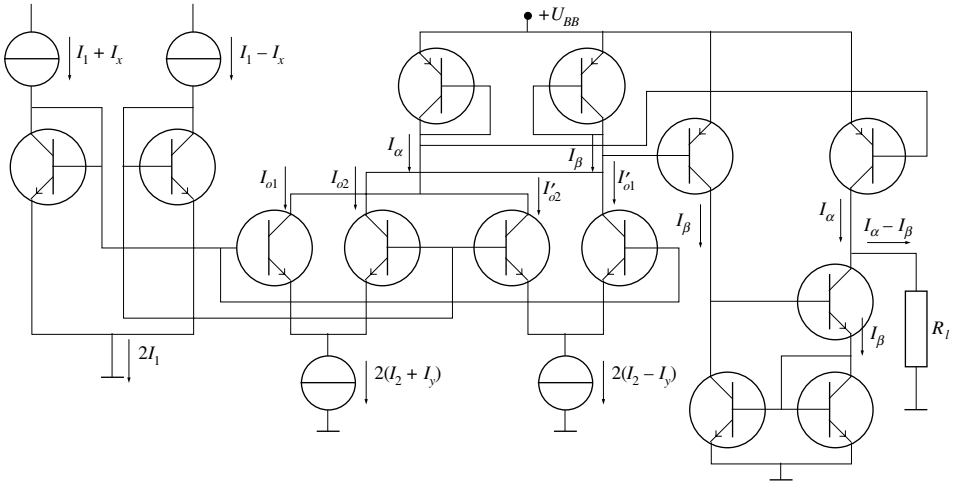 +U_BB
I_1 + I_x
I_1 − I_x
I_α
I_β
I_o1
I_o2
I′_o2
I′_o1
I_β
I_α
I_α − I_β
I_β
R_l
2I_1
2(I_2 + I_y)
2(I_2 − I_y)